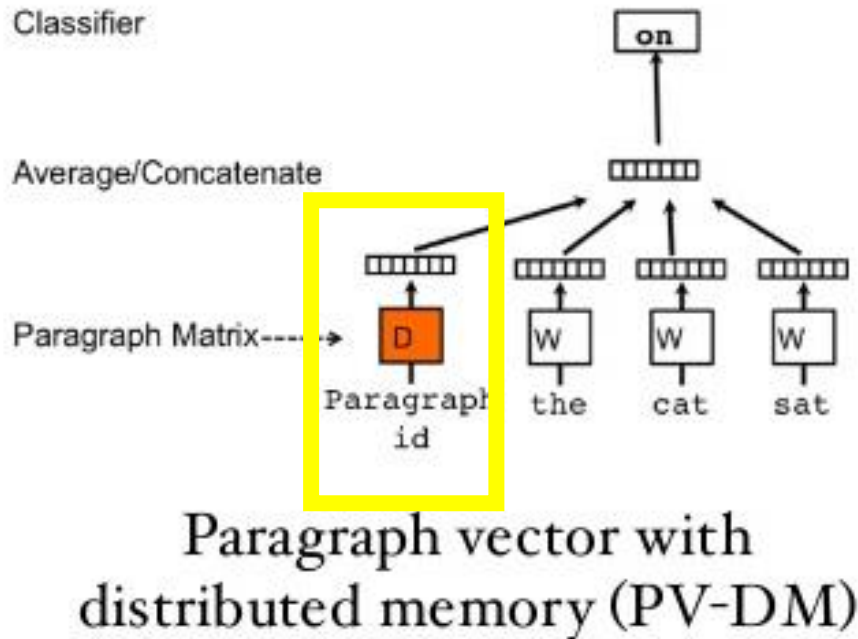 Classifier
on
Average/Concatenate
Paragraph Matrix
D W W W
Paragraph the cat sat
id
Paragraph vector with
distributed memory (PV-DM)